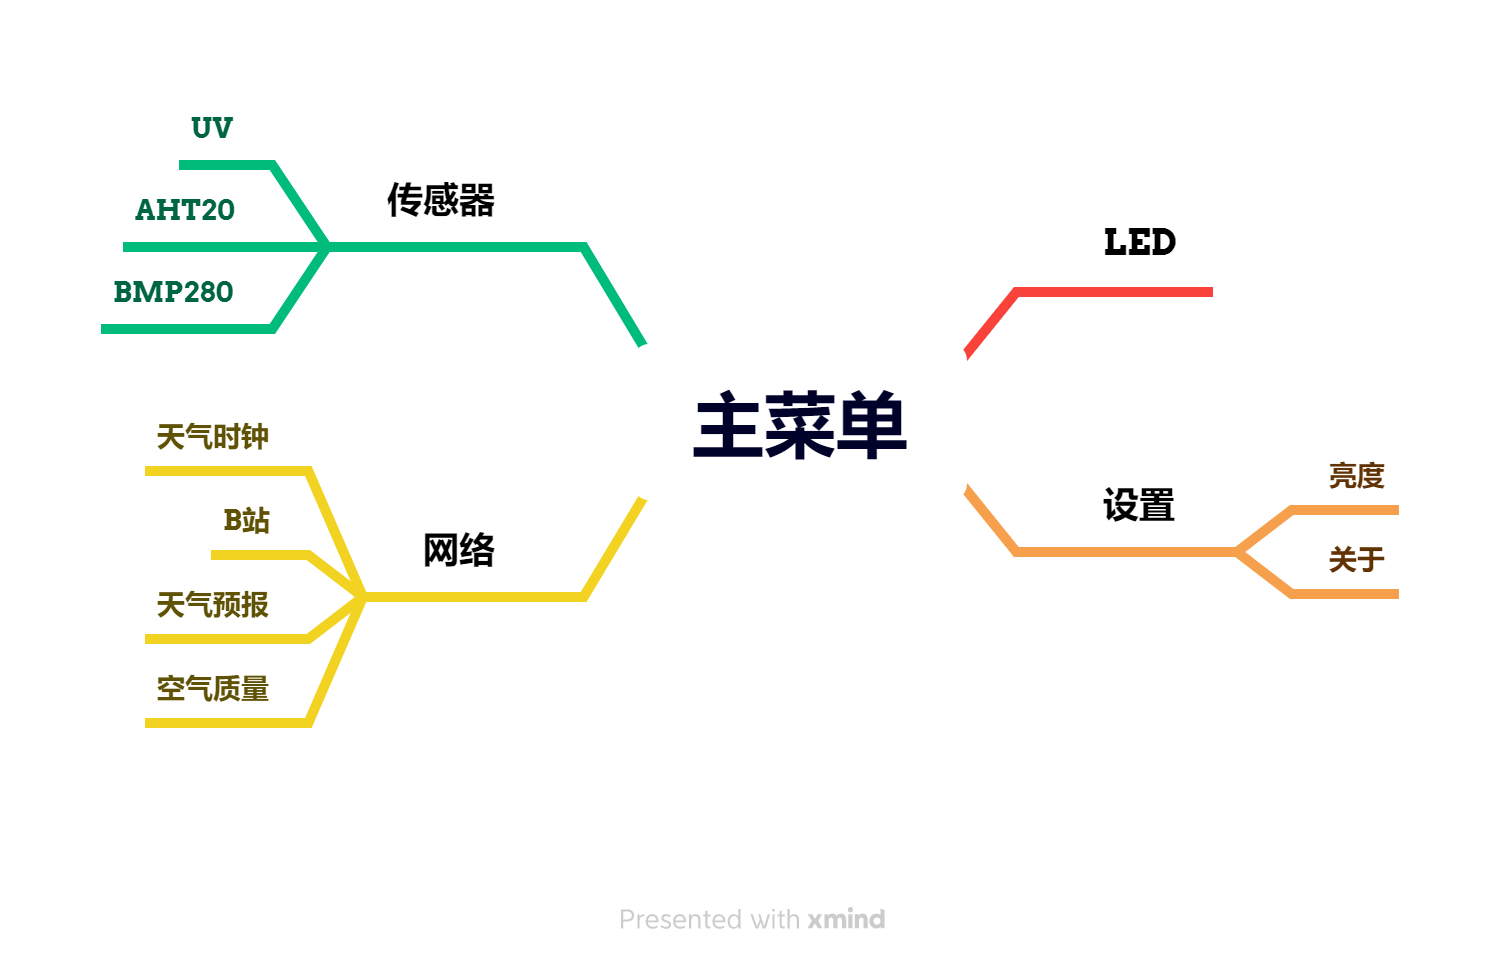 主菜单
LED
设置
亮度
关于
传感器
UV
AHT20
BMP280
网络
天气时钟
B站
天气预报
空气质量
Presented with xmind